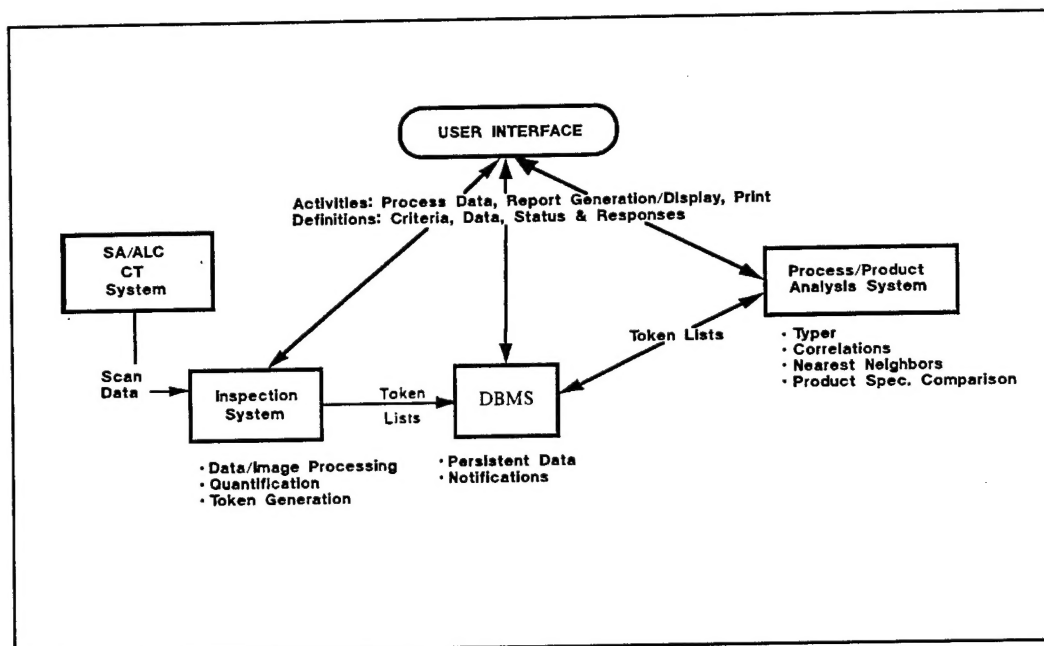 USER INTERFACE
Activities: Process Data, Report Generation/Display, Print
Definitions: Criteria, Data, Status & Responses
SA/ALC
CT
System
Process/Product
Analysis System
Token Lists
• Typer
• Correlations
• Nearest Neighbors
• Product Spec. Comparison
Scan
Data
Inspection
System
Token
Lists
DBMS
• Data/Image Processing
• Quantification
• Token Generation
• Persistent Data
• Notifications